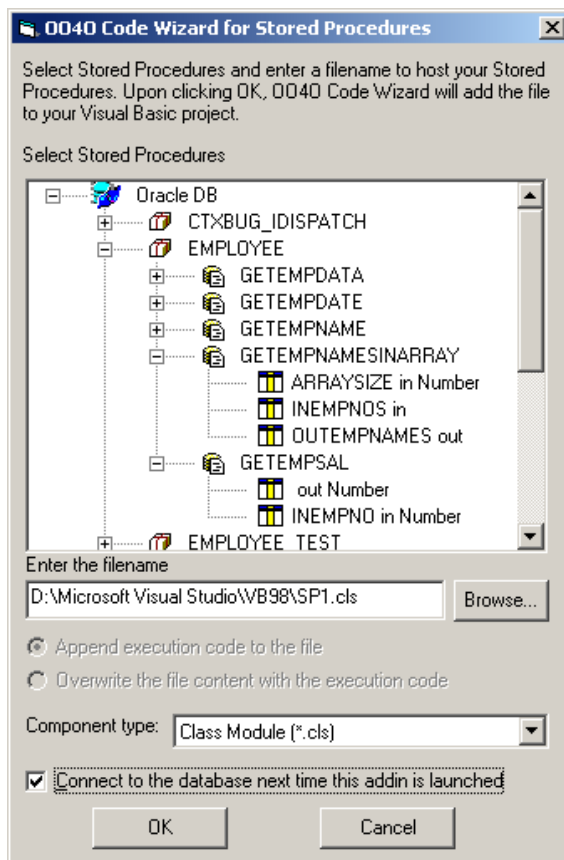 OO4O Code Wizard for Stored Procedures
Select Stored Procedures and enter a filename to host your Stored
Procedures. Upon clicking OK, OO4O Code Wizard will add the file
to your Visual Basic project.
Select Stored Procedures
Oracle DB
CTXBUG_IDISPATCH
EMPLOYEE
GETEMPDATA
GETEMPDATE
GETEMPNAME
GETEMPNAMESINARRAY
ARRAYSIZE in Number
INEMPNOS in
OUTEMPNAMES out
GETEMPSAL
out Number
INEMPNO in Number
EMPLOYEE_TEST
Enter the filename
D:\Microsoft Visual Studio\VB98\SP1.cls
Browse...
Append execution code to the file
Overwrite the file content with the execution code
Component type:
Class Module (*.cls)
Connect to the database next time this addin is launched
OK
Cancel